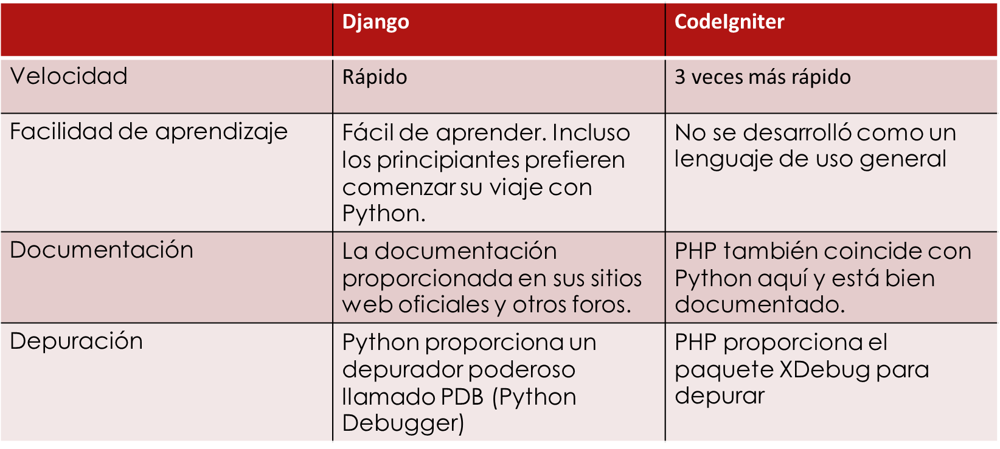 Django
CodeIgniter
Velocidad
Rápido
3 veces más rápido
Facilidad de aprendizaje
Fácil de aprender. Incluso
los principiantes prefieren
comenzar su viaje con
Python.
No se desarrolló como un
lenguaje de uso general
Documentación
La documentación
proporcionada en sus sitios
web oficiales y otros foros.
PHP también coincide con
Python aquí y está bien
documentado.
Depuración
Python proporciona un
depurador poderoso
llamado PDB (Python
Debugger)
PHP proporciona el
paquete XDebug para
depurar